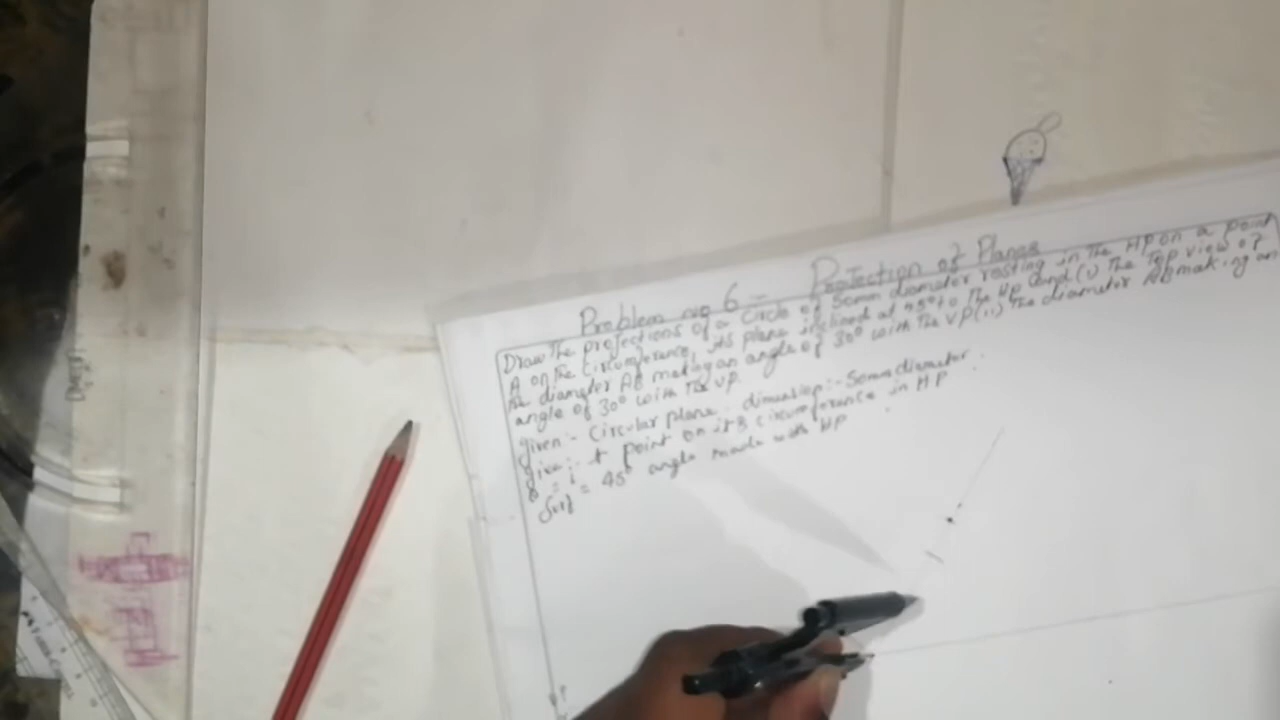 Problem no 6 - Projection of Planes
Draw The projections of a circle of 50mm diameter resting in the HP on a point
A on the circumference, its plane inclined at 45° to the HP and (i) The Top view of
the diameter AB making an angle of 30° with the VP (ii) The diameter AB making an
angle of 30° with the VP.
given:- Circular plane - dimension:- 50mm diameter.
given:- A point on its circumference in HP
= 45° angle made with HP